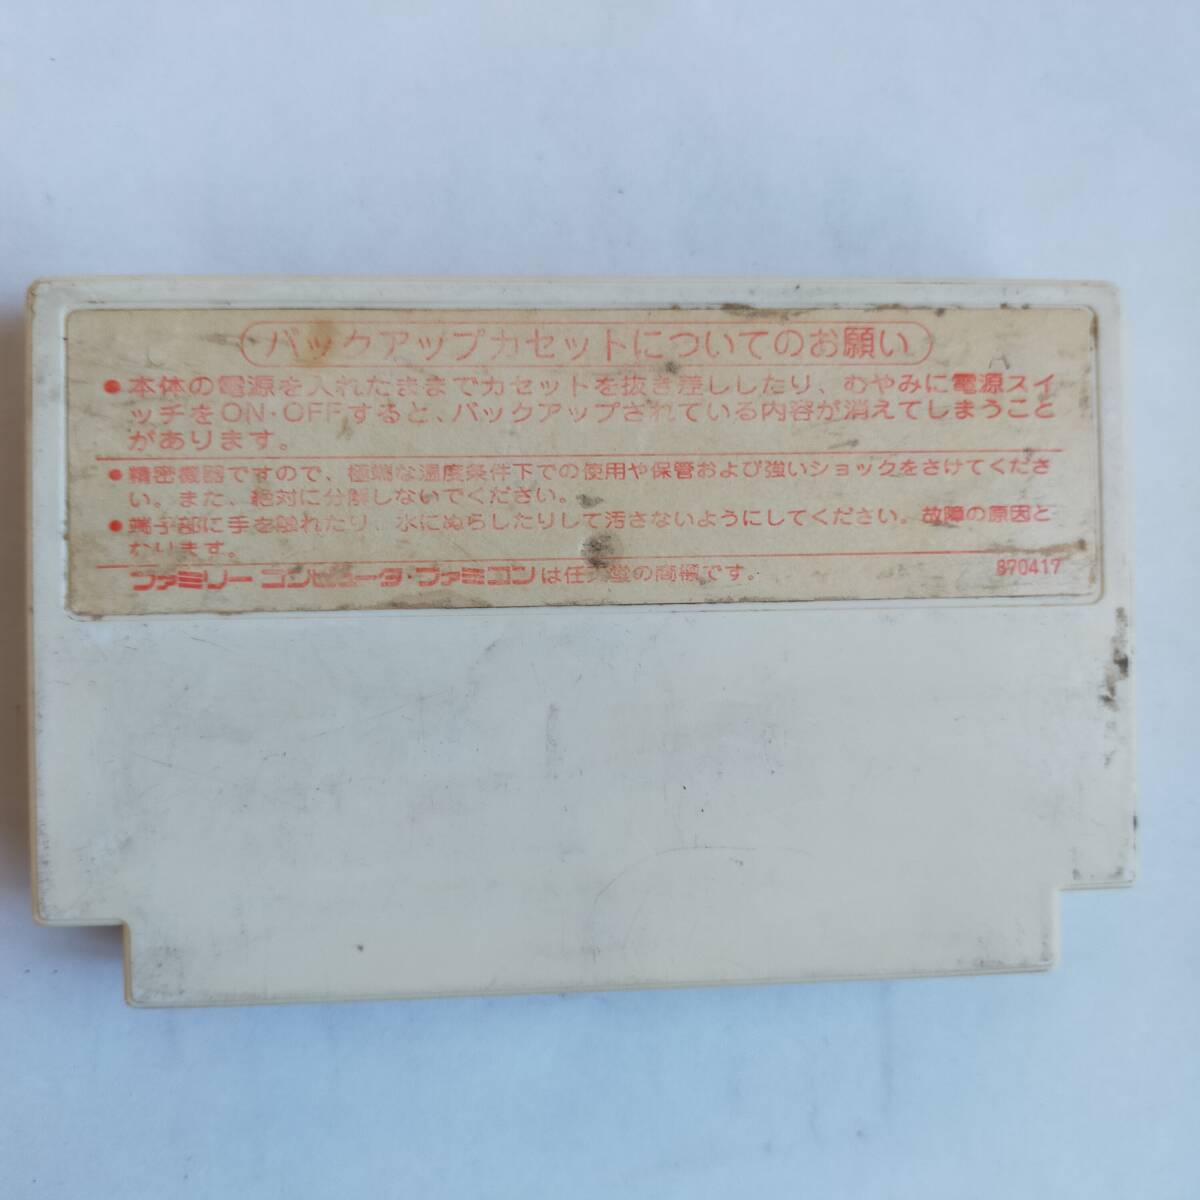 バックアップカセットについてのお願い
●本体の電源を入れたままでカセットを抜き差ししたり、むやみに電源スイ
ッチをON・OFFすると、バックアップされている内容が消えてしまうこと
があります。
●精密機器ですので、極端な温度条件下での使用や保管および強いショックをさけてくださ
い。また、絶対に分解しないでください。
●端子部に手を触れたり、水にぬらしたりして汚さないようにしてください。故障の原因と
なります。
ファミリーコンピュータ・ファミコンは任天堂の商標です。 870417